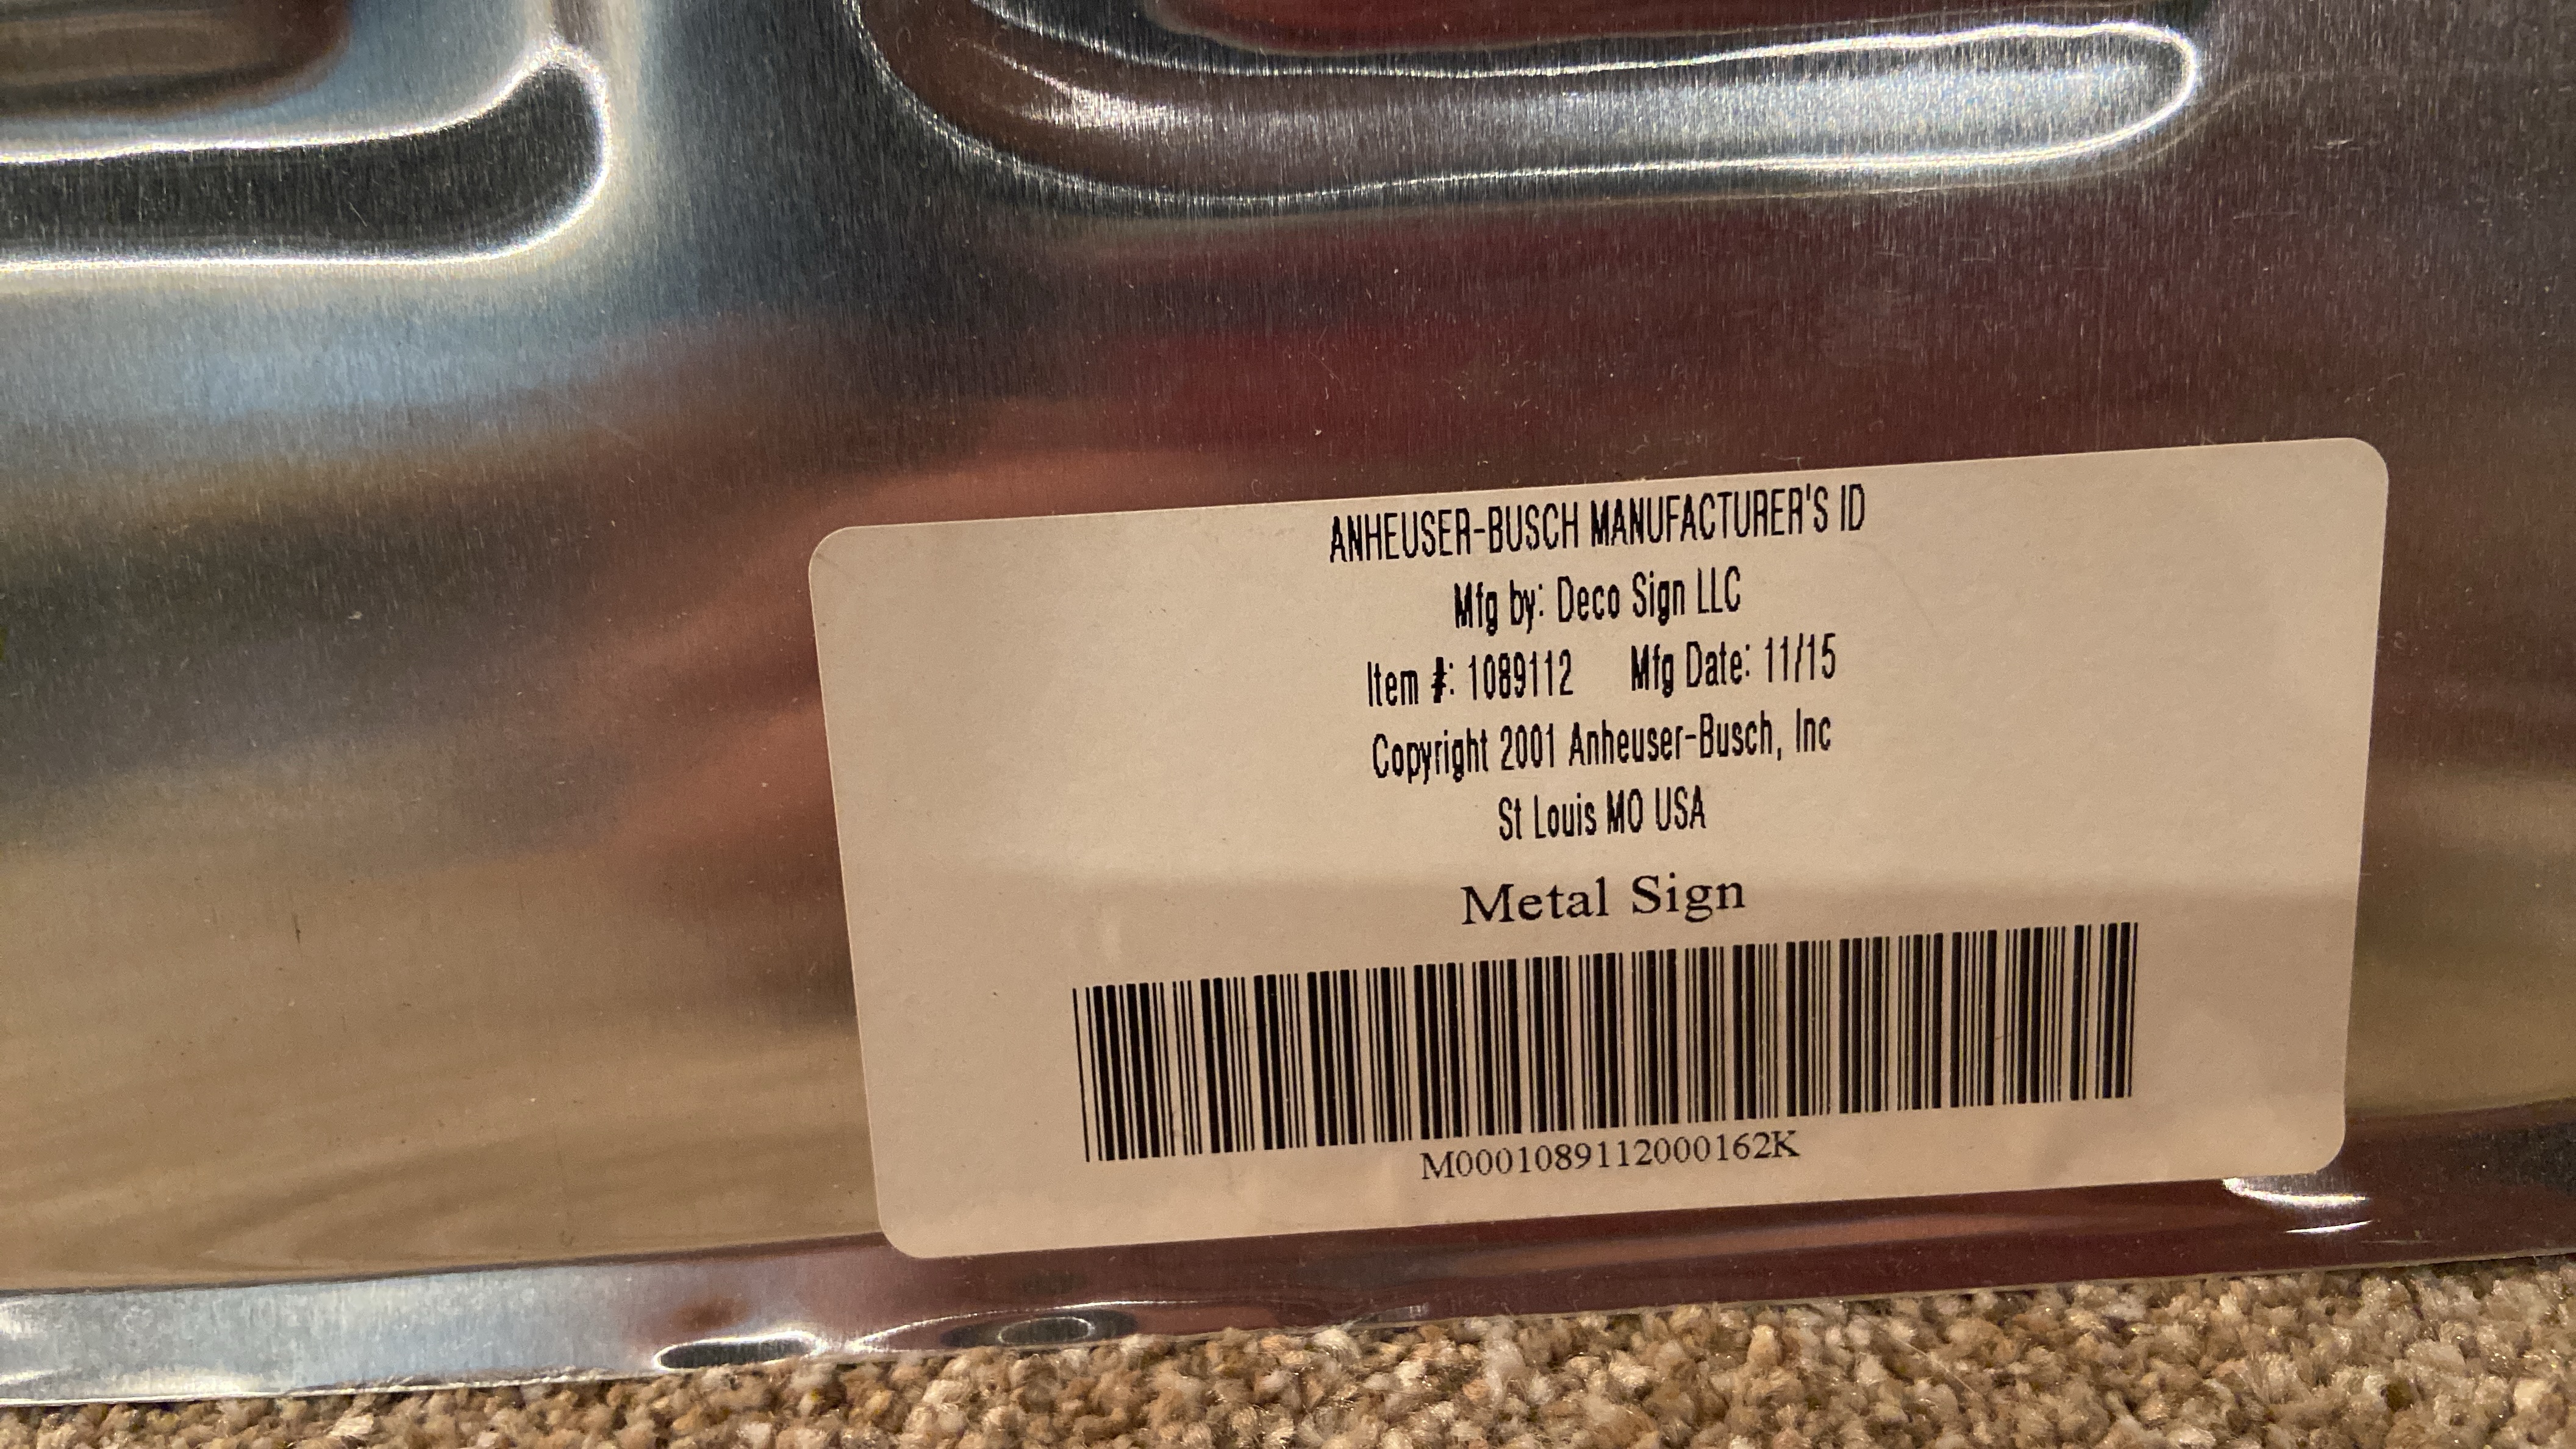 ANHEUSER-BUSCH MANUFACTURER'S ID
Mfg by: Deco Sign LLC
Item #: 1089112 Mfg Date: 11/15
Copyright 2001 Anheuser-Busch, Inc
St Louis MO USA
Metal Sign
M0001089112000162K